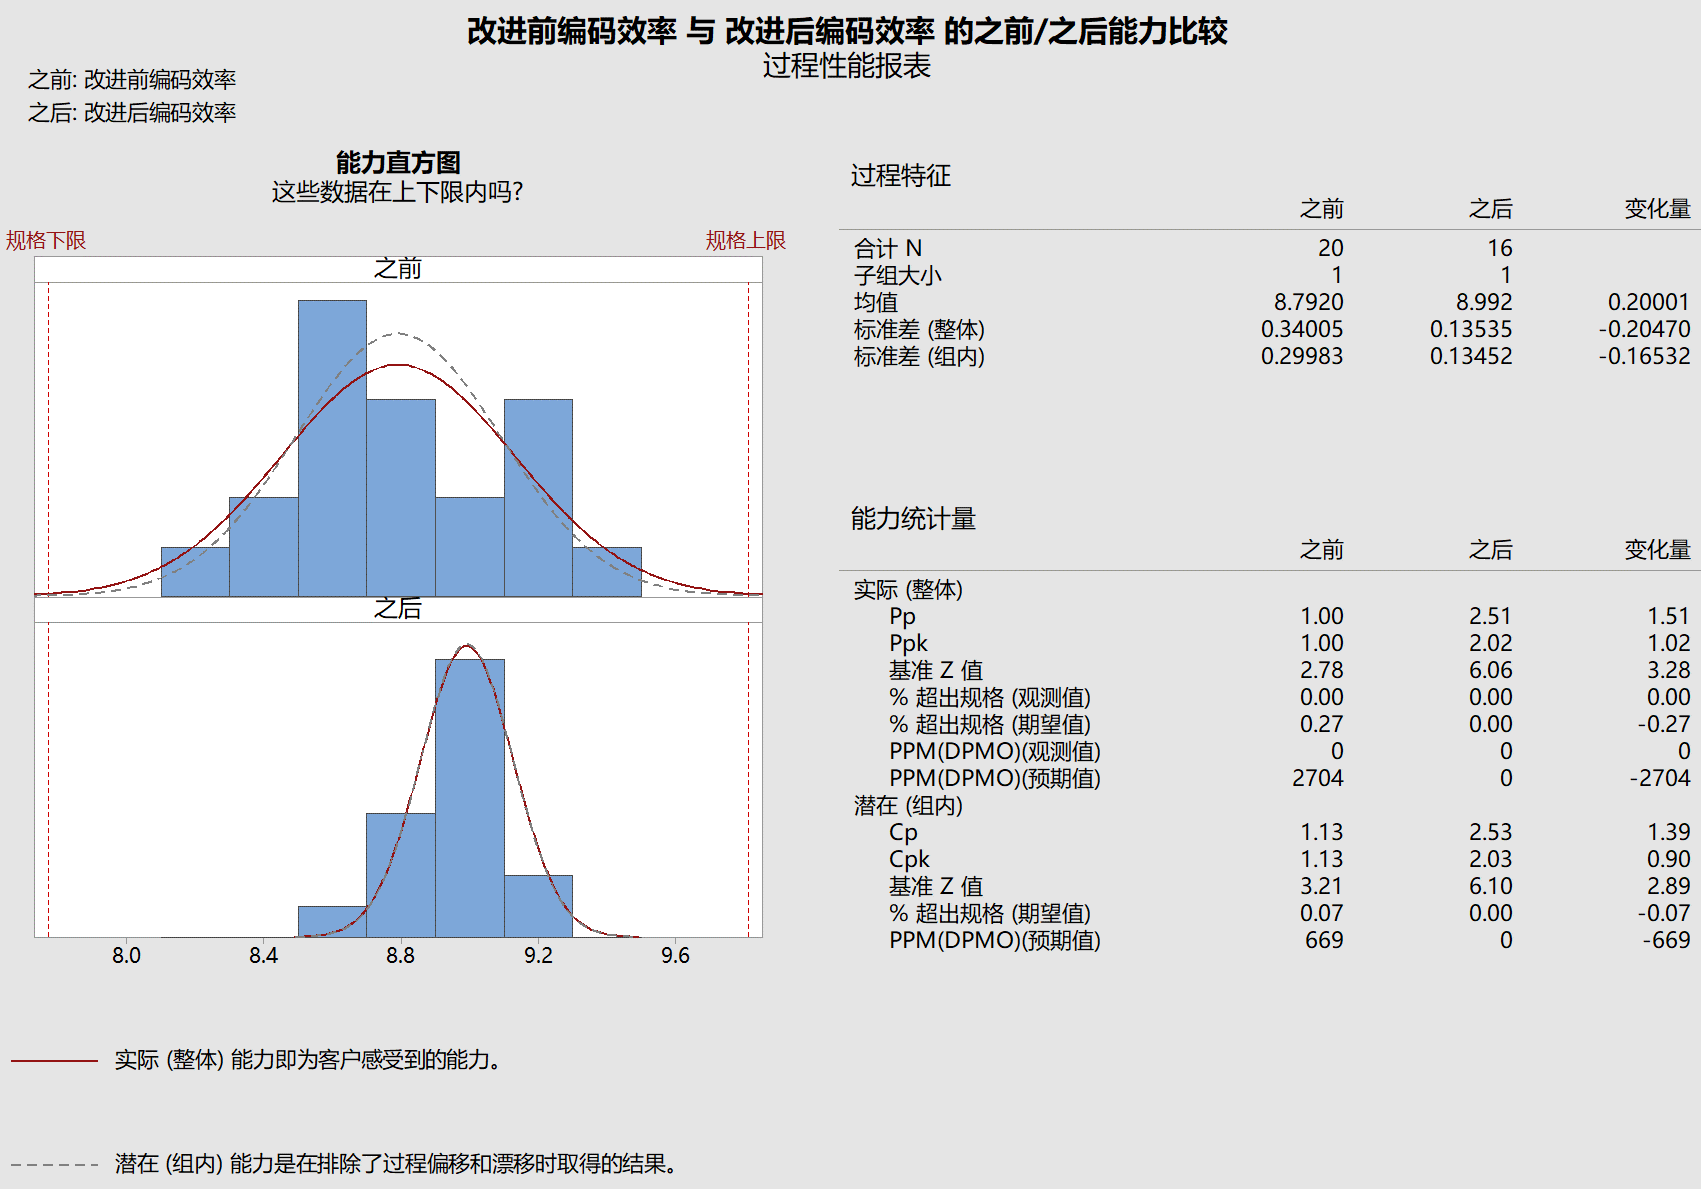 改进前编码效率 与 改进后编码效率 的之前/之后能力比较
过程性能报表
之前: 改进前编码效率
之后: 改进后编码效率
能力直方图
这些数据在上下限内吗?
规格下限 规格上限
之前
之后
8.0 8.4 8.8 9.2 9.6
实际 (整体) 能力即为客户感受到的能力。
潜在 (组内) 能力是在排除了过程偏移和漂移时取得的结果。
过程特征
之前 之后 变化量
合计 N 20 16
子组大小 1 1
均值 8.7920 8.992 0.20001
标准差 (整体) 0.34005 0.13535 -0.20470
标准差 (组内) 0.29983 0.13452 -0.16532
能力统计量
之前 之后 变化量
实际 (整体)
Pp 1.00 2.51 1.51
Ppk 1.00 2.02 1.02
基准 Z 值 2.78 6.06 3.28
% 超出规格 (观测值) 0.00 0.00 0.00
% 超出规格 (期望值) 0.27 0.00 -0.27
PPM(DPMO)(观测值) 0 0 0
PPM(DPMO)(预期值) 2704 0 -2704
潜在 (组内)
Cp 1.13 2.53 1.39
Cpk 1.13 2.03 0.90
基准 Z 值 3.21 6.10 2.89
% 超出规格 (期望值) 0.07 0.00 -0.07
PPM(DPMO)(预期值) 669 0 -669